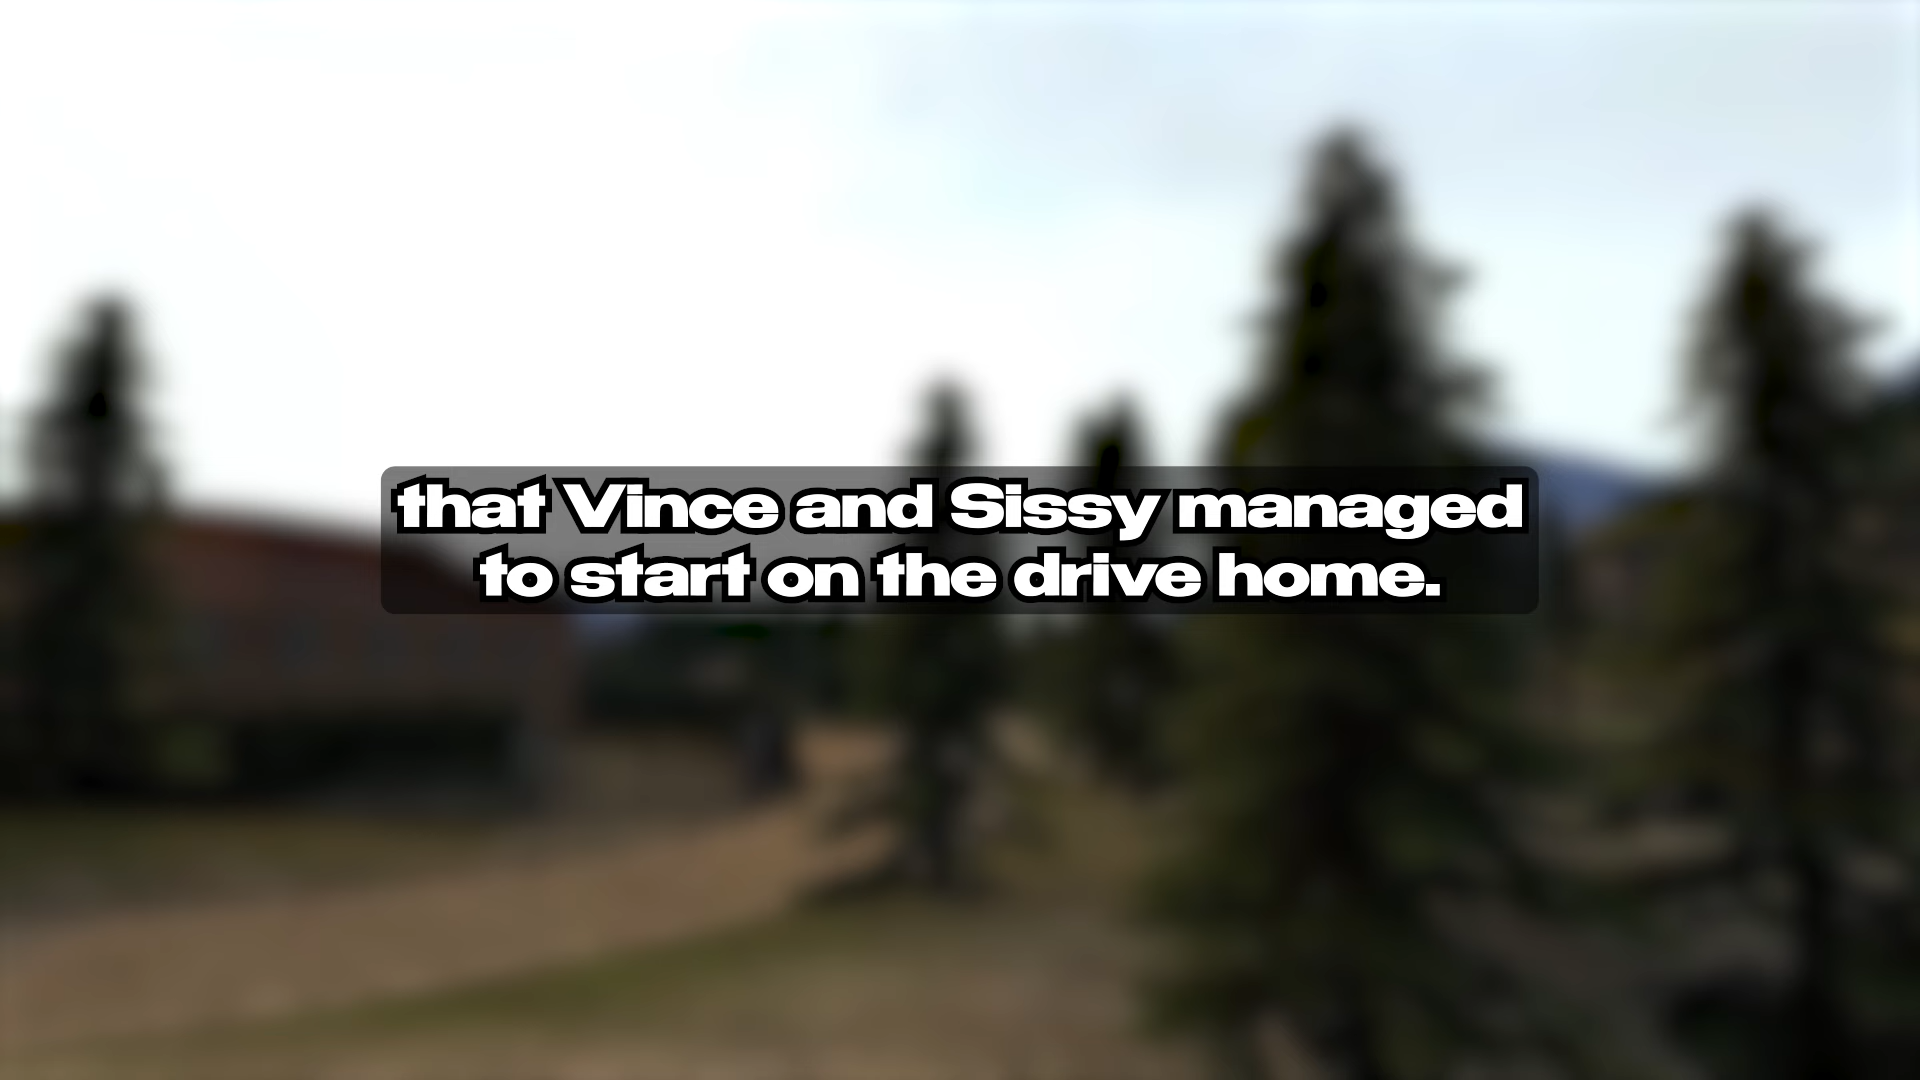 that Vince and Sissy managed
to start on the drive home.